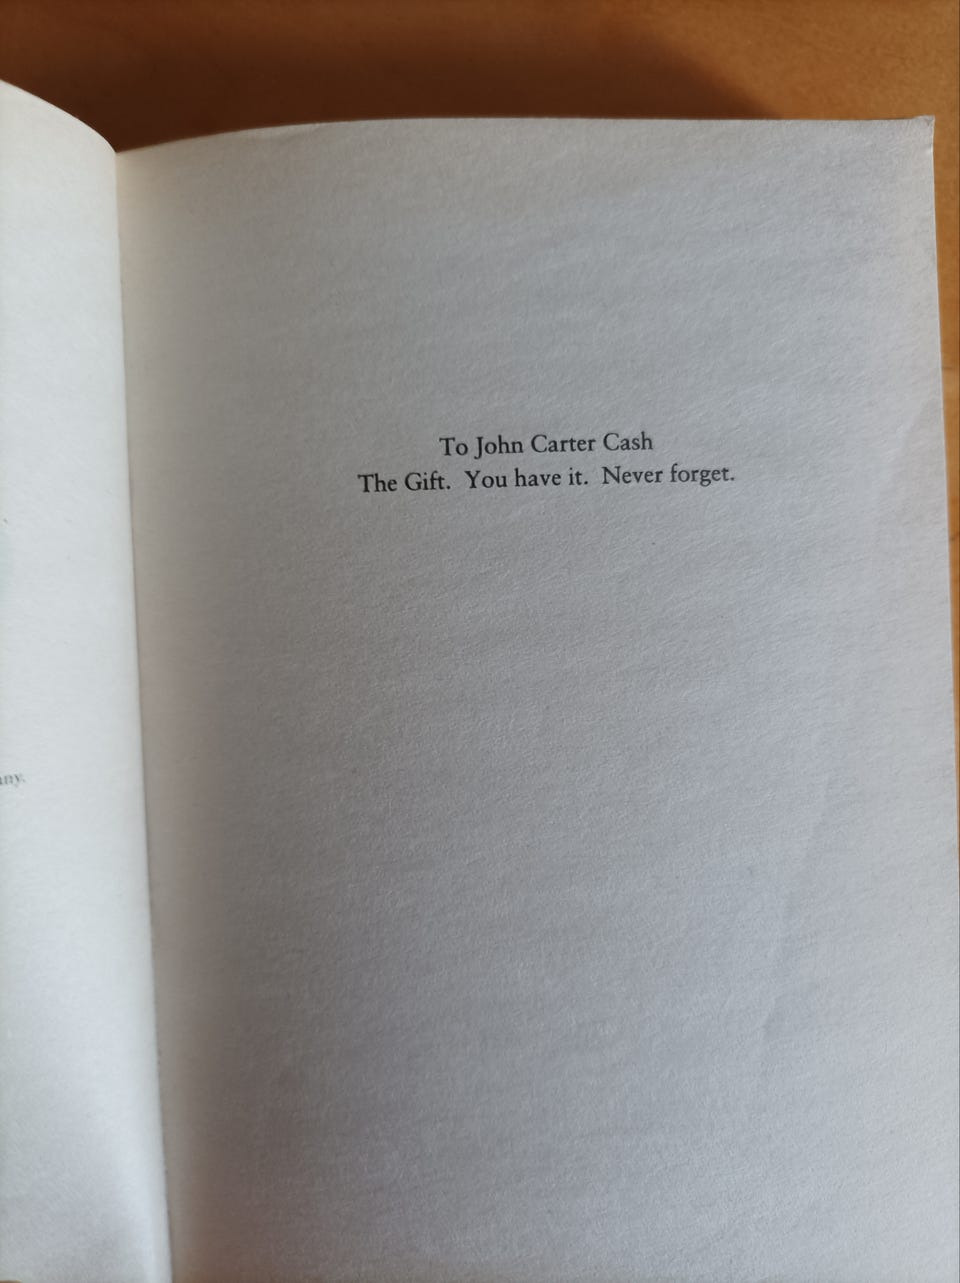 To John Carter Cash
The Gift. You have it. Never forget.